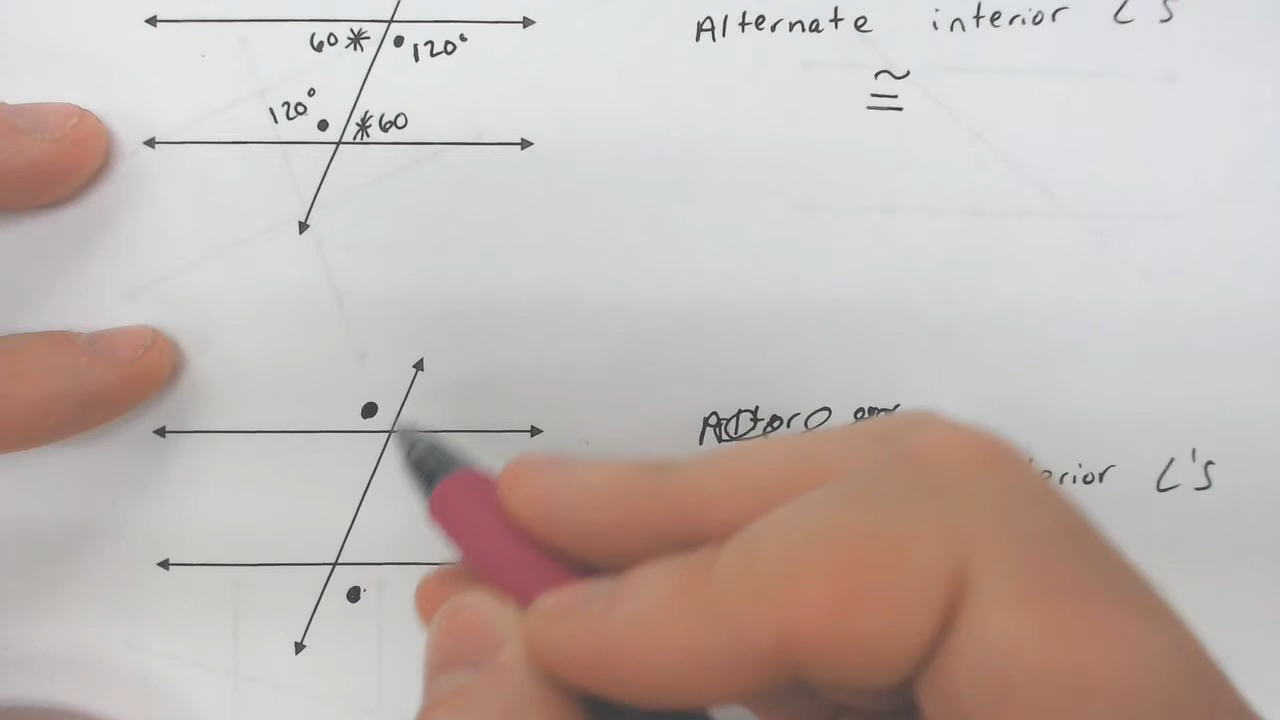 Alternate interior ∠'s
≅
60 * • 120°
120° • * 60
∠'s